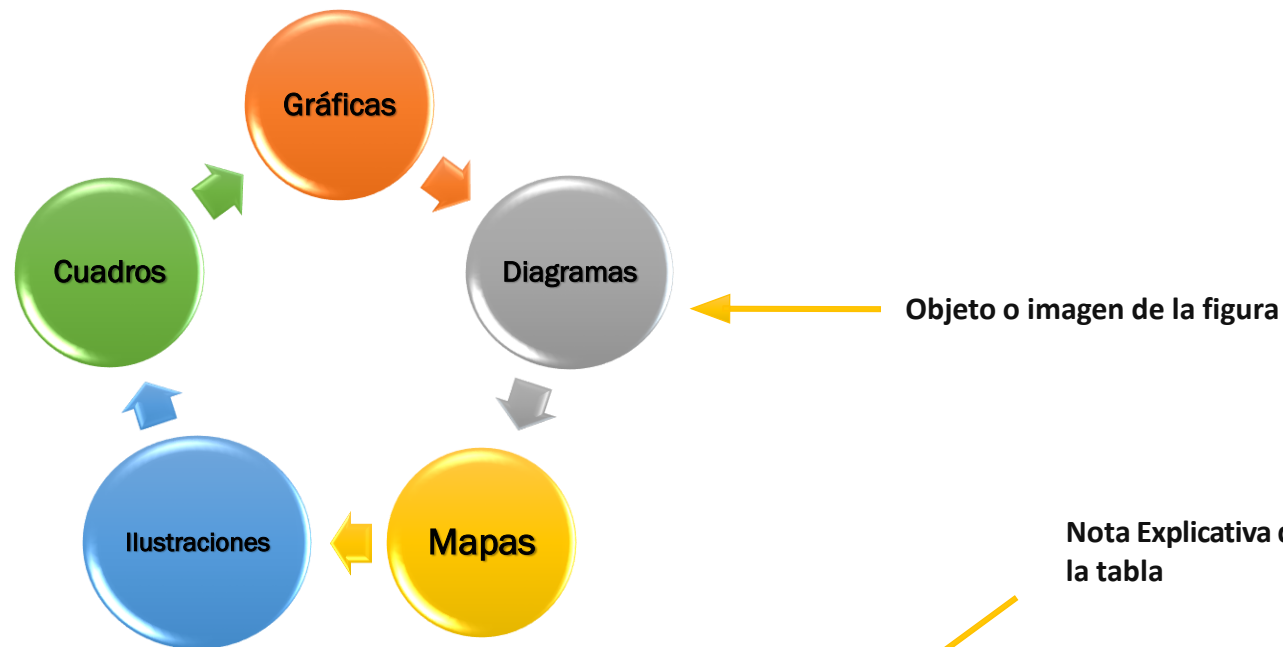 Gráficas
Cuadros
Diagramas
Objeto o imagen de la figura
Ilustraciones
Mapas
Nota Explicativa
la tabla